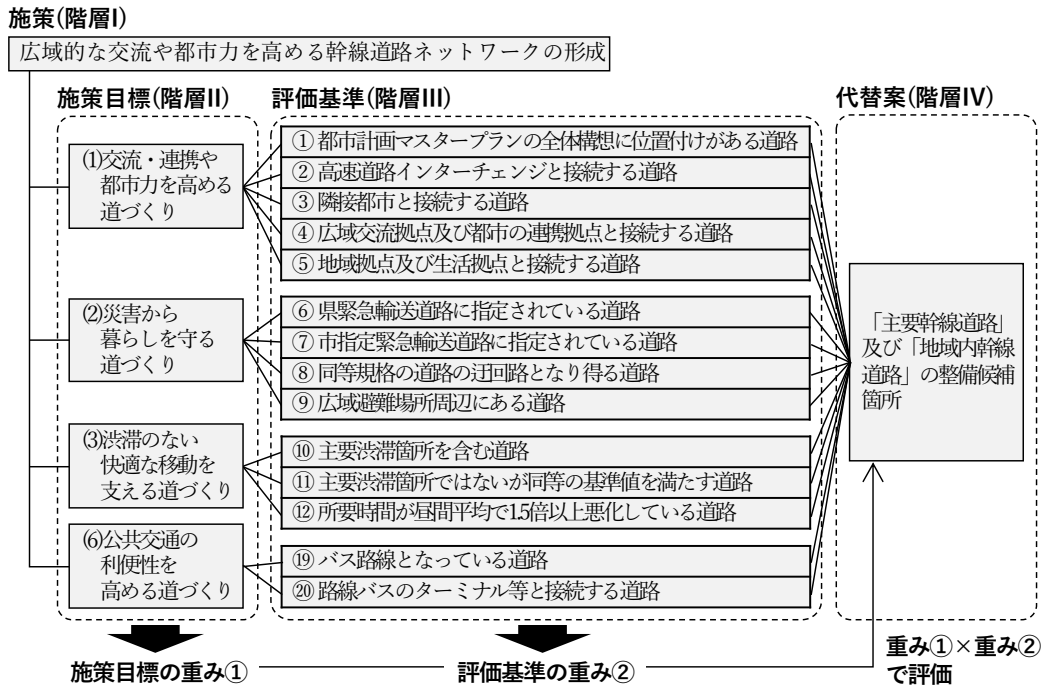 施策(階層I)
広域的な交流や都市力を高める幹線道路ネットワークの形成
施策目標(階層II)
評価基準(階層III)
代替案(階層IV)
(1)交流・連携や
都市力を高める
道づくり
①都市計画マスタープランの全体構想に位置付けがある道路
②高速道路インターチェンジと接続する道路
③隣接都市と接続する道路
④広域交流拠点及び都市の連携拠点と接続する道路
⑤地域拠点及び生活拠点と接続する道路
(2)災害から
暮らしを守る
道づくり
⑥県緊急輸送道路に指定されている道路
⑦市指定緊急輸送道路に指定されている道路
⑧同等規格の道路の迂回路となり得る道路
⑨広域避難場所周辺にある道路
(3)渋滞のない
快適な移動を
支える道づくり
⑩主要渋滞箇所を含む道路
⑪主要渋滞箇所ではないが同等の基準値を満たす道路
⑫所要時間が昼間平均で1.5倍以上悪化している道路
(6)公共交通の
利便性を
高める道づくり
⑲バス路線となっている道路
⑳路線バスのターミナル等と接続する道路
「主要幹線道路」
及び「地域内幹線
道路」の整備候補
箇所
施策目標の重み①
評価基準の重み②
重み①×重み②
で評価